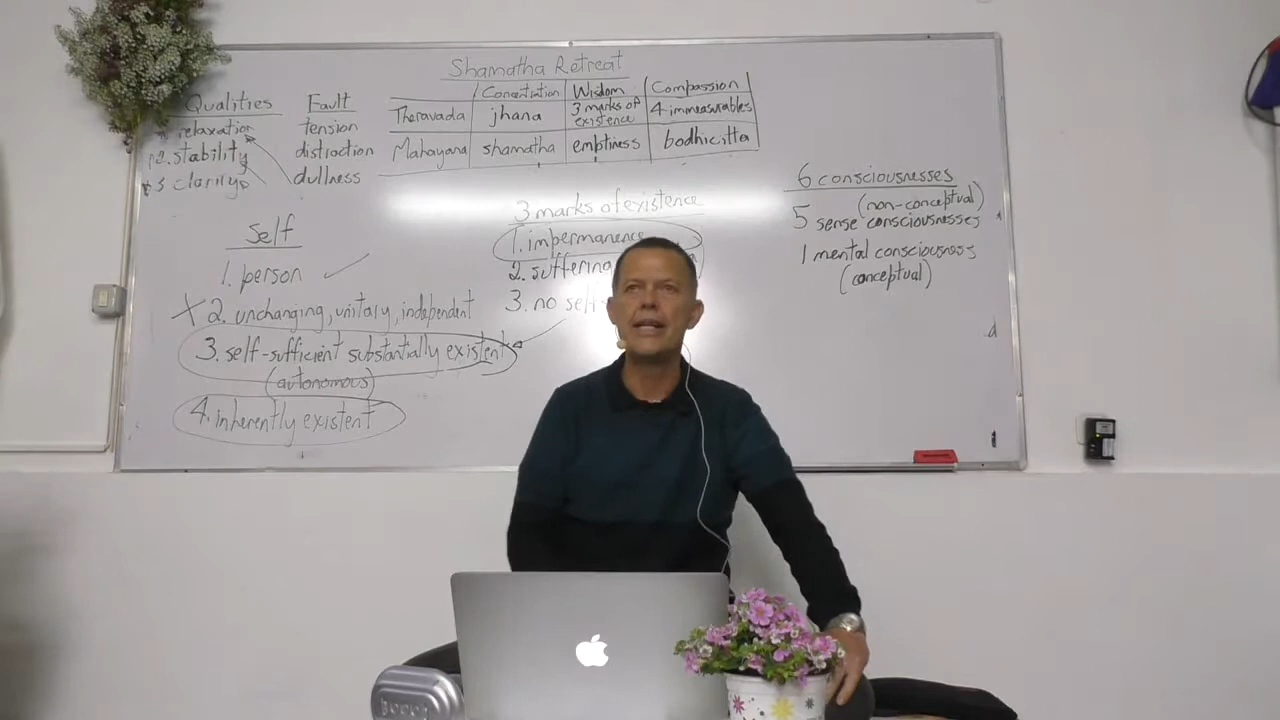 Shamatha Retreat
Concentration Wisdom Compassion
Theravada jhana 3 marks of existence 4 immeasurables
Mahayana shamatha emptiness bodhicitta
Qualities Fault
relaxation tension
2. stability distraction
3 clarity dullness
Self
1. person
X 2. unchanging, unitary, independent
3. self-sufficient substantially existent
(autonomous)
4. inherently existent
3 marks of existence
1. impermanence
2. suffering
3. no self
6 consciousnesses
(non-conceptual)
5 sense consciousnesses
1 mental consciousness
(conceptual)